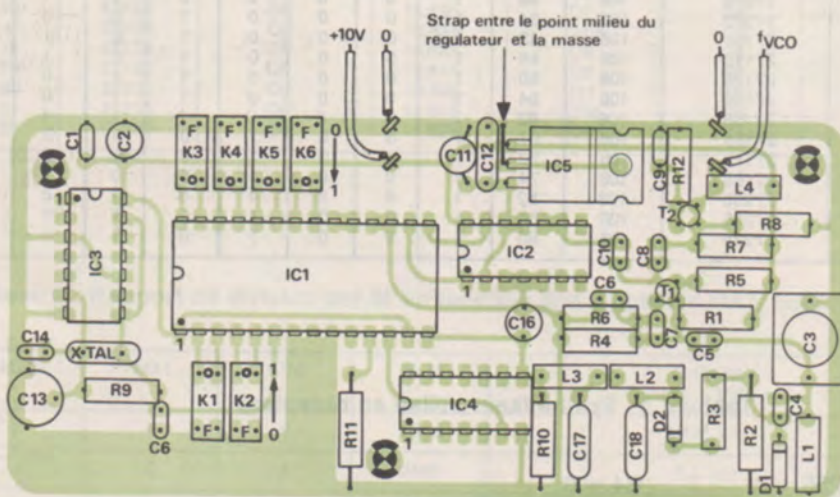 Strap entre le point milieu du
regulateur et la masse
+10V 0
0 fVCO
C1
C2
F K3 O
F K4 O
F K5 O
F K6 O
0
1
C11
C12
IC5
C9
R12
L4
T2
R8
R7
1
IC3
IC1
1
IC2
1
C10
C8
C6
T1
R5
R6
R1
C16
R4
C7
C5
C3
C14
X-TAL
C13
R9
C6
O K1 F
O K2 F
1
0
R11
IC4
1
L3
L2
R10
C17
C18
D2
R3
R2
C4
D1
L1